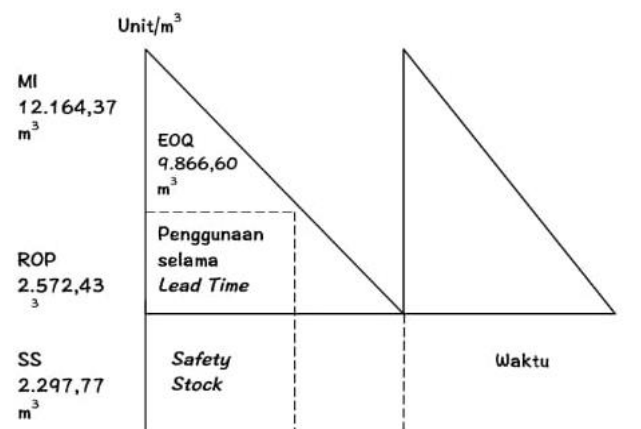 Unit/m³
MI
12.164,37
m³
EOQ
9.866,60
m³
Penggunaan
selama
Lead Time
ROP
2.572,43
3
SS
2.297,77
m³
Safety
Stock
Waktu